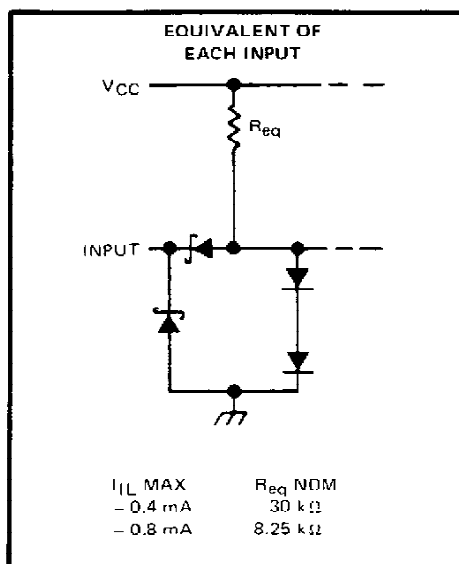 EQUIVALENT OF
EACH INPUT
VCC
Req
INPUT
IIL MAX Req NOM
– 0.4 mA 30 kΩ
– 0.8 mA 8.25 kΩ